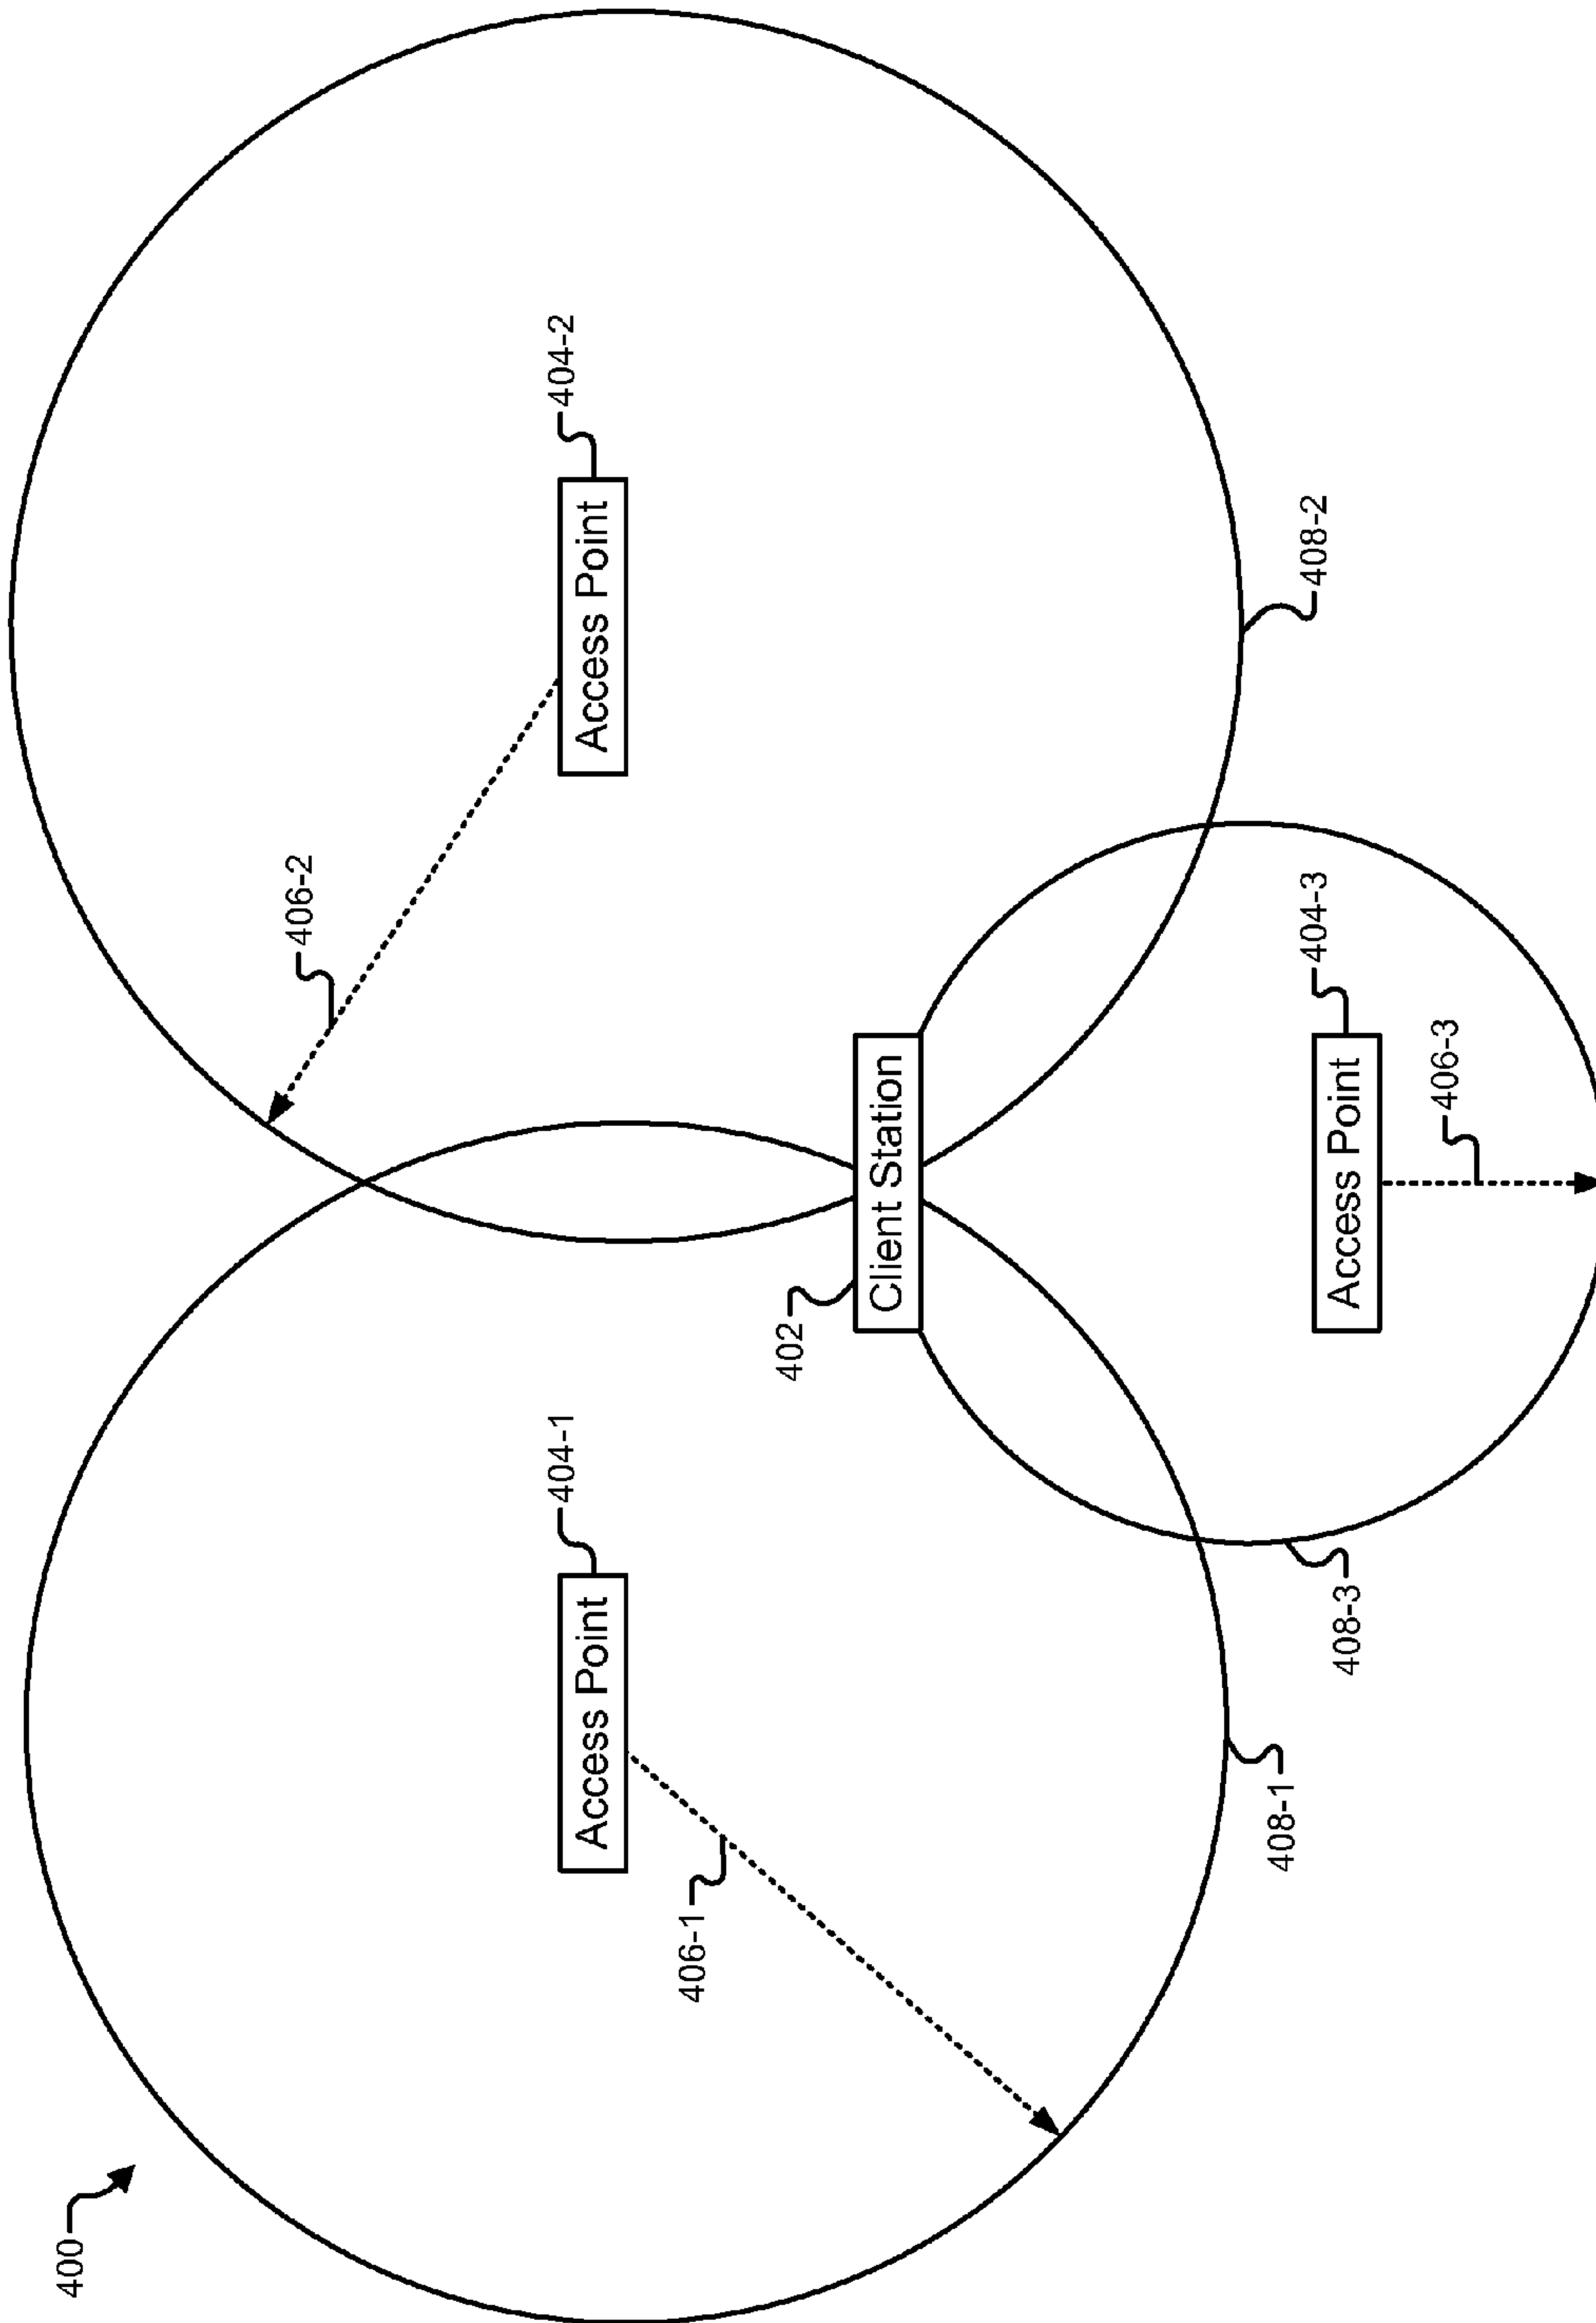 400
406-2
404-1
404-2
Access Point
Access Point
406-1
402
Client Station
408-1
404-3
408-2
408-3
Access Point
406-3